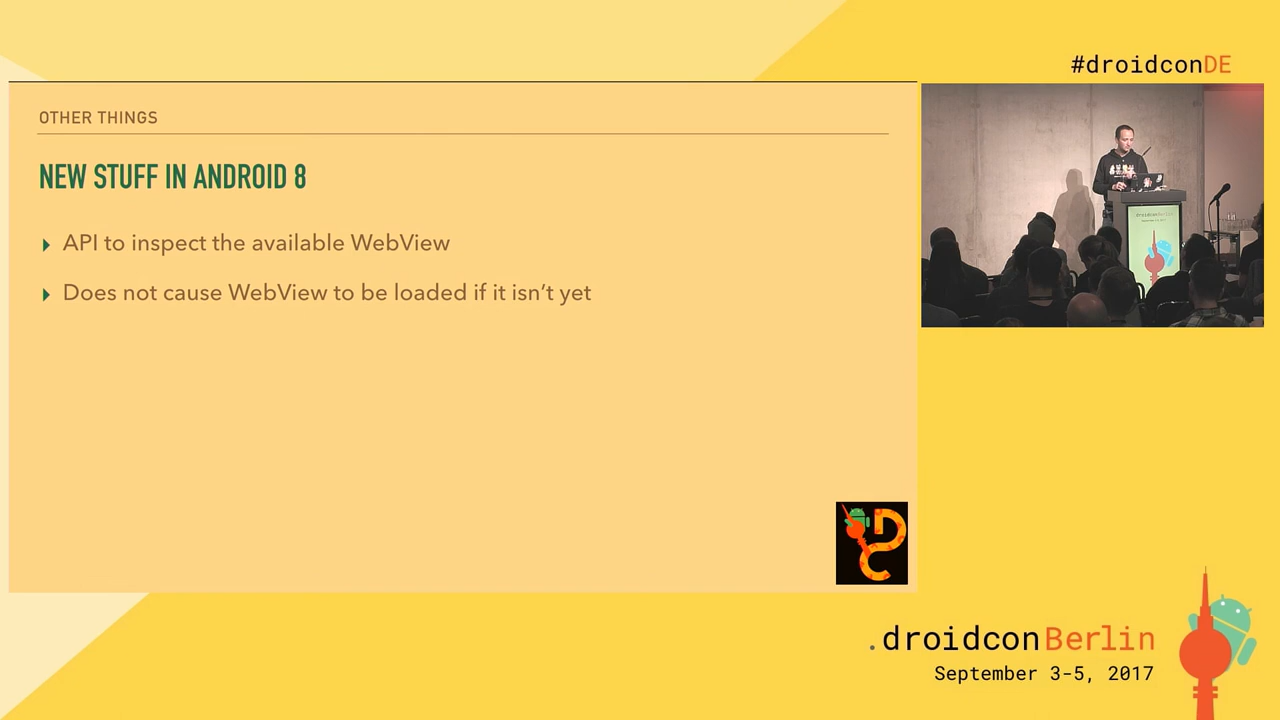 #droidconDE
OTHER THINGS
NEW STUFF IN ANDROID 8
API to inspect the available WebView
Does not cause WebView to be loaded if it isn't yet
.droidconBerlin
September 3-5, 2017